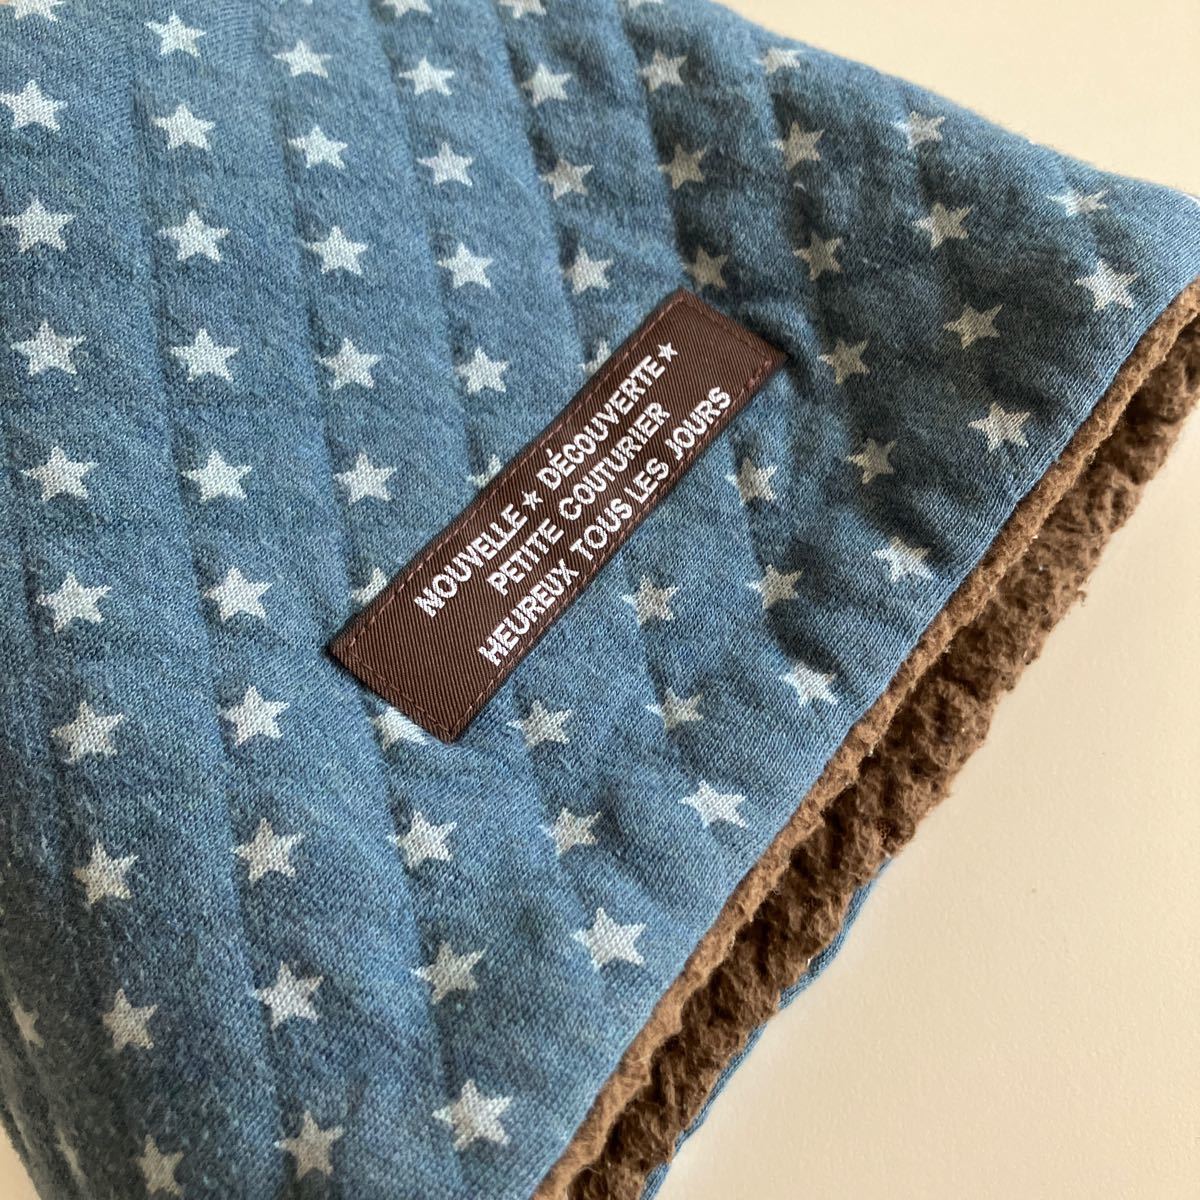 NOUVELLE ★ DÉCOUVERTE ★
PETITE COUTURIER
HEUREUX TOUS LES JOURS